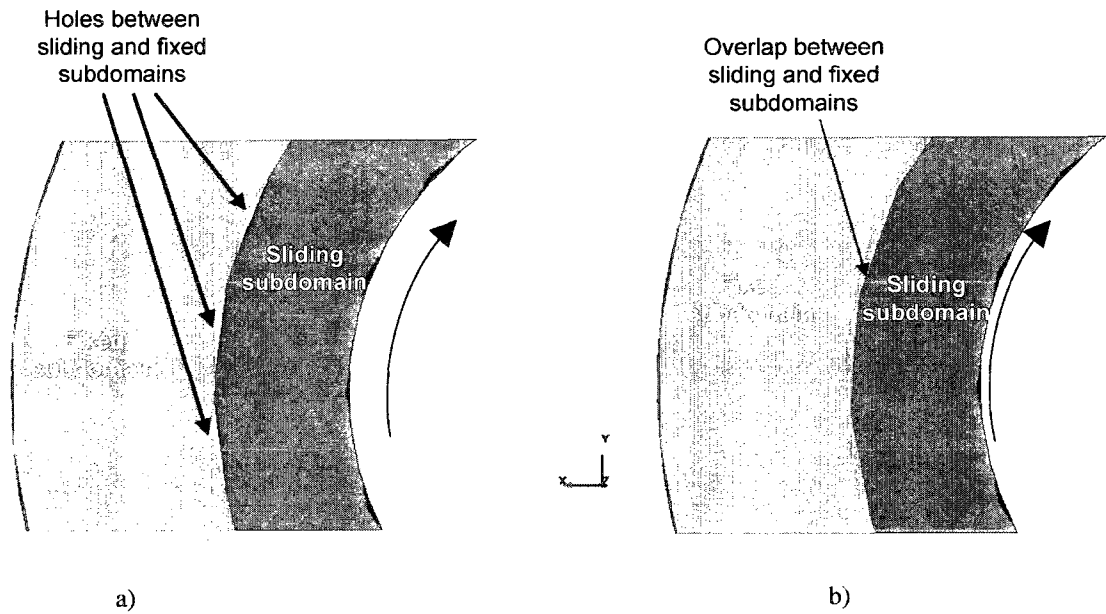 Holes between
sliding and fixed
subdomains
Overlap between
sliding and fixed
subdomains
Sliding
subdomain
Sliding
subdomain
Y
X
Z
a)
b)